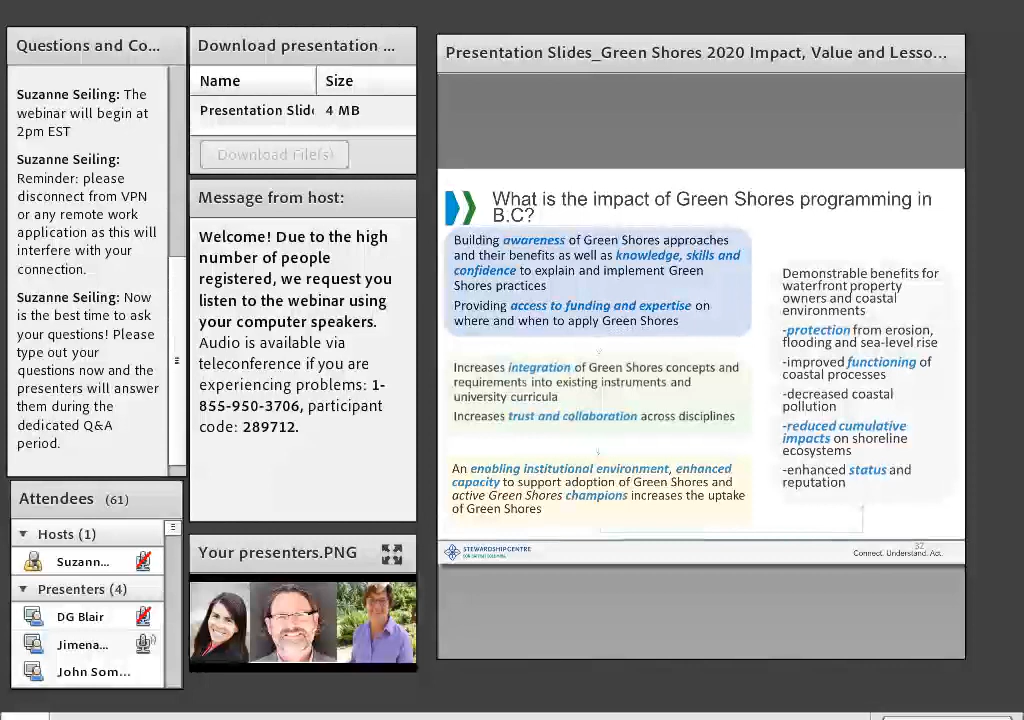 Questions and Co...
Suzanne Seiling: The
webinar will begin at
2pm EST
Suzanne Seiling:
Reminder: please
disconnect from VPN
or any remote work
application as this will
interfere with your
connection.
Suzanne Seiling: Now
is the best time to ask
your questions! Please
type out your
questions now and the
presenters will answer
them during the
dedicated Q&A
period.
Attendees (61)
Hosts (1)
Suzann...
Presenters (4)
DG Blair
Jimena...
John Som...
Download presentation ...
Name Size
Presentation Slid 4 MB
Download File(s)
Message from host:
Welcome! Due to the high
number of people
registered, we request you
listen to the webinar using
your computer speakers.
Audio is available via
teleconference if you are
experiencing problems: 1-
855-950-3706, participant
code: 289712.
Your presenters.PNG
Presentation Slides_Green Shores 2020 Impact, Value and Lesso...
What is the impact of Green Shores programming in
B.C?
Building awareness of Green Shores approaches
and their benefits as well as knowledge, skills and
confidence to explain and implement Green
Shores practices
Providing access to funding and expertise on
where and when to apply Green Shores
Increases integration of Green Shores concepts and
requirements into existing instruments and
university curricula
Increases trust and collaboration across disciplines
An enabling institutional environment, enhanced
capacity to support adoption of Green Shores and
active Green Shores champions increases the uptake
of Green Shores
Demonstrable benefits for
waterfront property
owners and coastal
environments
-protection from erosion,
flooding and sea-level rise
-improved functioning of
coastal processes
-decreased coastal
pollution
-reduced cumulative
impacts on shoreline
ecosystems
-enhanced status and
reputation
STEWARDSHIP CENTRE
32
Connect. Understand. Act.